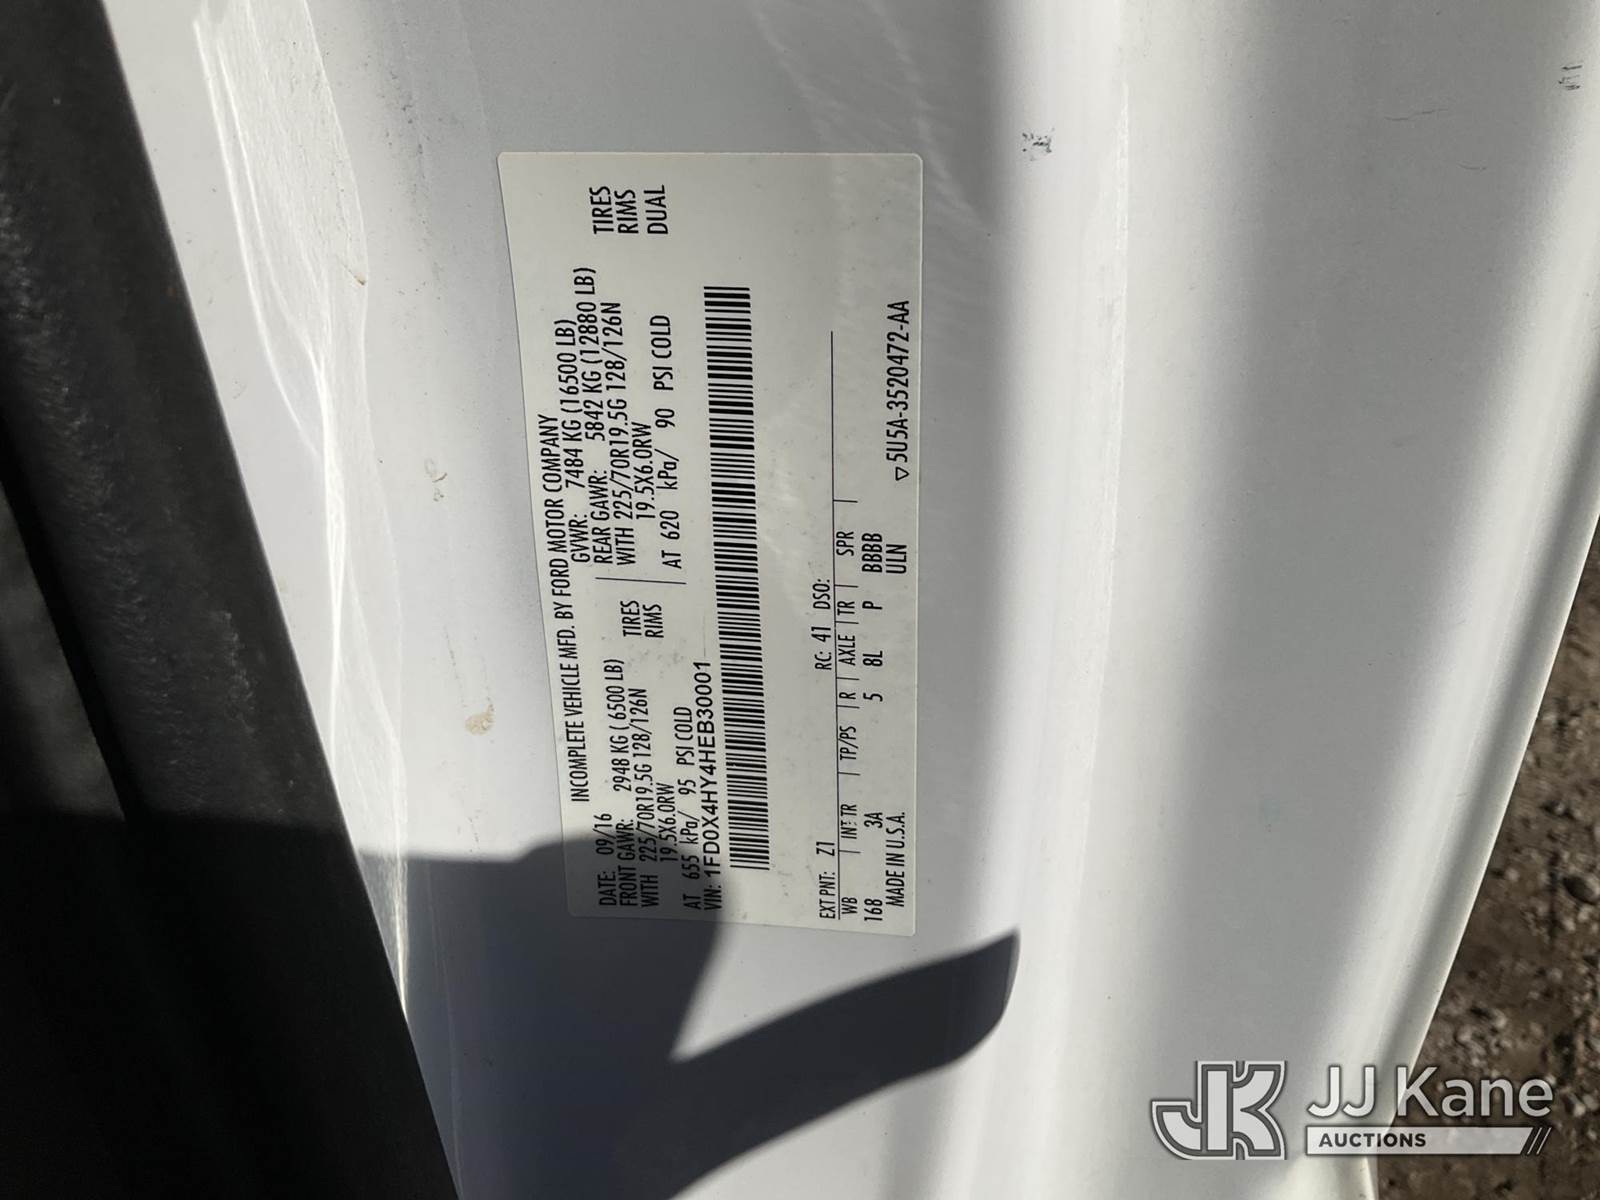 INCOMPLETE VEHICLE MFD. BY FORD MOTOR COMPANY
DATE: 09/16 GVWR: 7484 KG (16500 LB)
FRONT GAWR: 2948 KG ( 6500 LB) REAR GAWR: 5842 KG (12880 LB)
WITH 225/70R19.5G 128/126N TIRES WITH 225/70R19.5G 128/126N TIRES
19.5X6.0RW RIMS 19.5X6.0RW RIMS
AT 655 kPa/ 95 PSI COLD AT 620 kPa/ 90 PSI COLD DUAL
VIN: 1FD0X4HY4HEB30001
EXT PNT: Z1 RC: 41 DSO:
WB INT TR TP/PS R AXLE TR SPR
168 3A 5 8L P BBBB
MADE IN U.S.A. ULN
▽5U5A-3520472-AA
JK JJ Kane
AUCTIONS